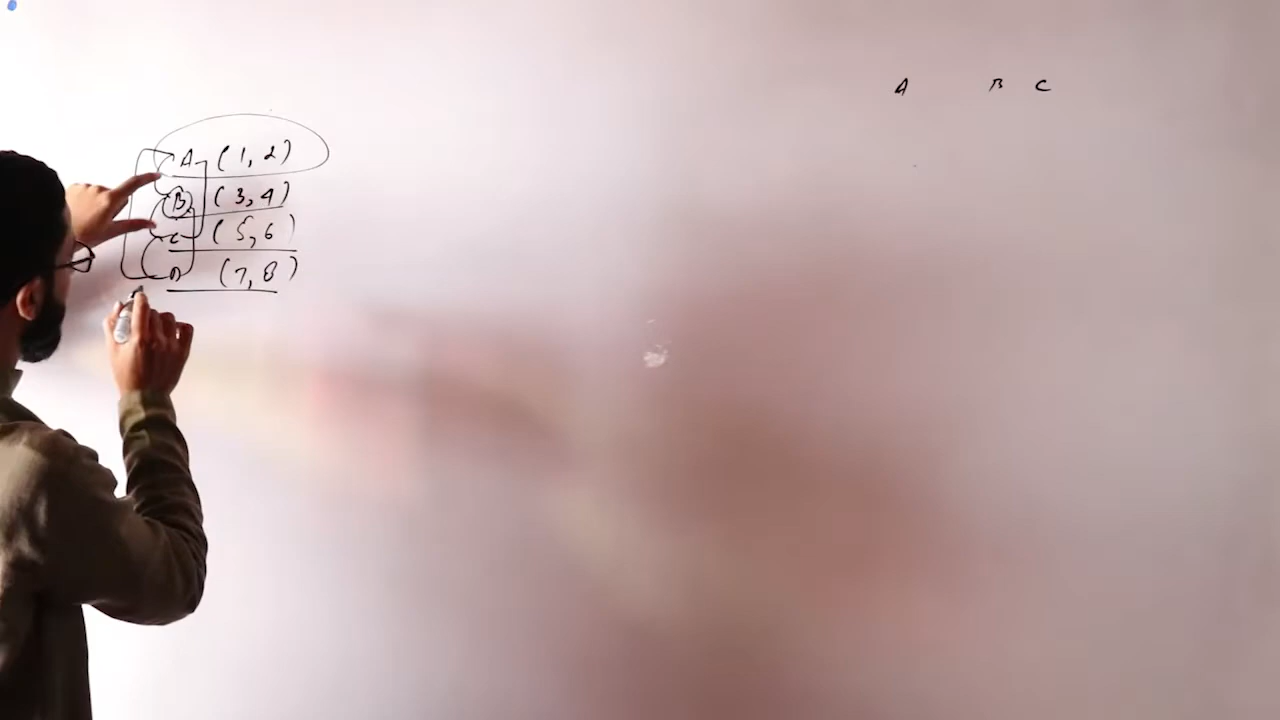 A B C
A (1, 2)
B (3, 4)
C (5, 6)
D (7, 8)